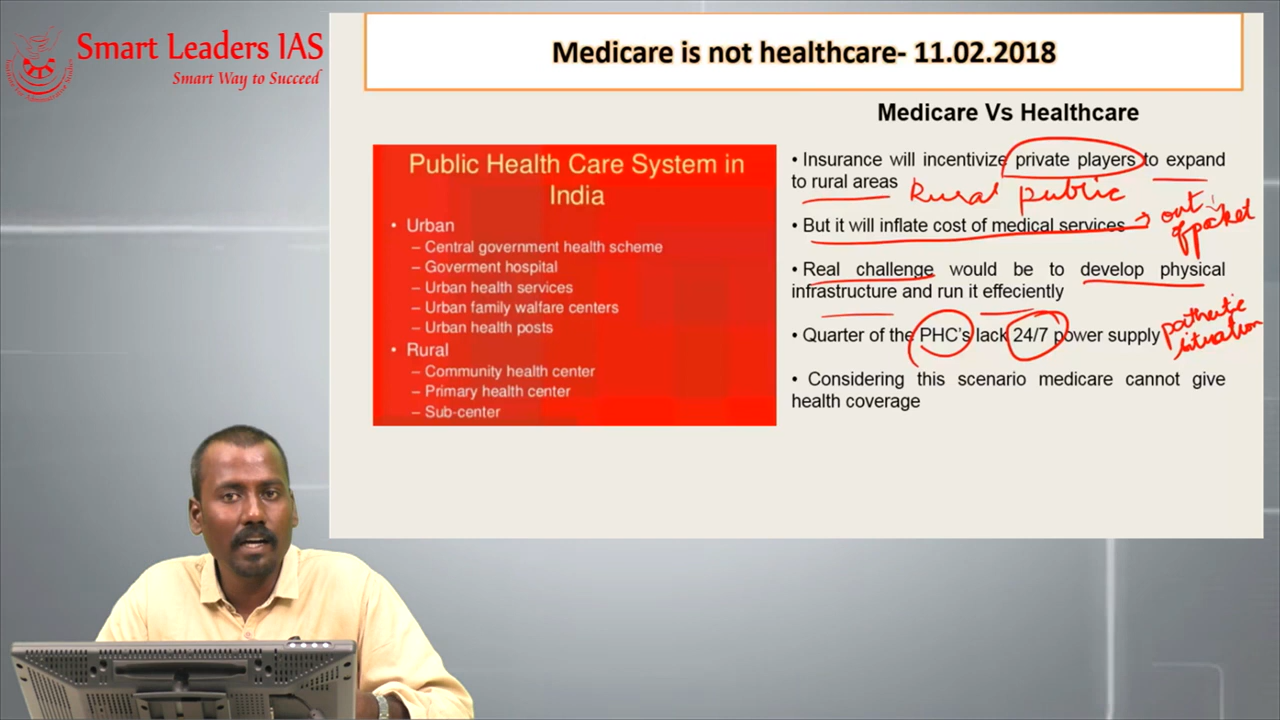 Smart Leaders IAS
Smart Way to Succeed
Medicare is not healthcare- 11.02.2018
Public Health Care System in
India
• Urban
– Central government health scheme
– Goverment hospital
– Urban health services
– Urban family welfare centers
– Urban health posts
• Rural
– Community health center
– Primary health center
– Sub-center
Medicare Vs Healthcare
• Insurance will incentivize private players to expand
to rural areas Rural public
• But it will inflate cost of medical services → out
of pocket
• Real challenge would be to develop physical
infrastructure and run it effeciently
• Quarter of the PHC's lack 24/7 power supply pathetic
situation
• Considering this scenario medicare cannot give
health coverage